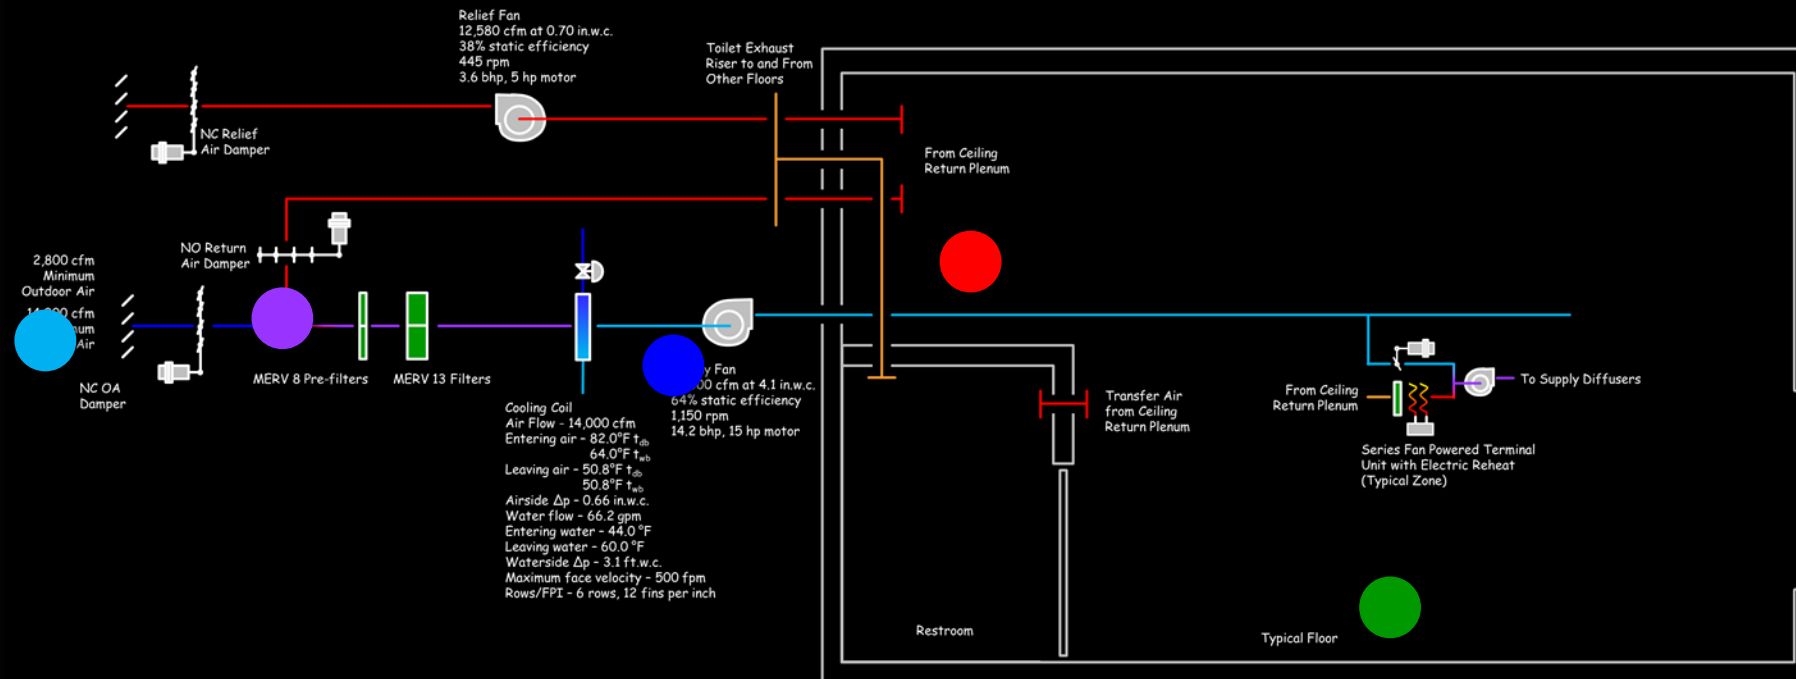 Relief Fan
12,580 cfm at 0.70 in.w.c.
38% static efficiency
445 rpm
3.6 bhp, 5 hp motor
Toilet Exhaust
Riser to and From
Other Floors
NC Relief
Air Damper
From Ceiling
Return Plenum
NO Return
Air Damper
2,800 cfm
Minimum
Outdoor Air
cfm
Air
NC OA
Damper
MERV 8 Pre-filters
MERV 13 Filters
Fan
cfm at 4.1 in.w.c.
64% static efficiency
1,150 rpm
14.2 bhp, 15 hp motor
Cooling Coil
Air Flow - 14,000 cfm
Entering air - 82.0°F tdb
64.0°F twb
Leaving air - 50.8°F tdb
50.8°F twb
Airside Δp - 0.66 in.w.c.
Water flow - 66.2 gpm
Entering water - 44.0 °F
Leaving water - 60.0 °F
Waterside Δp - 3.1 ft.w.c.
Maximum face velocity - 500 fpm
Rows/FPI - 6 rows, 12 fins per inch
Transfer Air
from Ceiling
Return Plenum
From Ceiling
Return Plenum
To Supply Diffusers
Series Fan Powered Terminal
Unit with Electric Reheat
(Typical Zone)
Restroom
Typical Floor